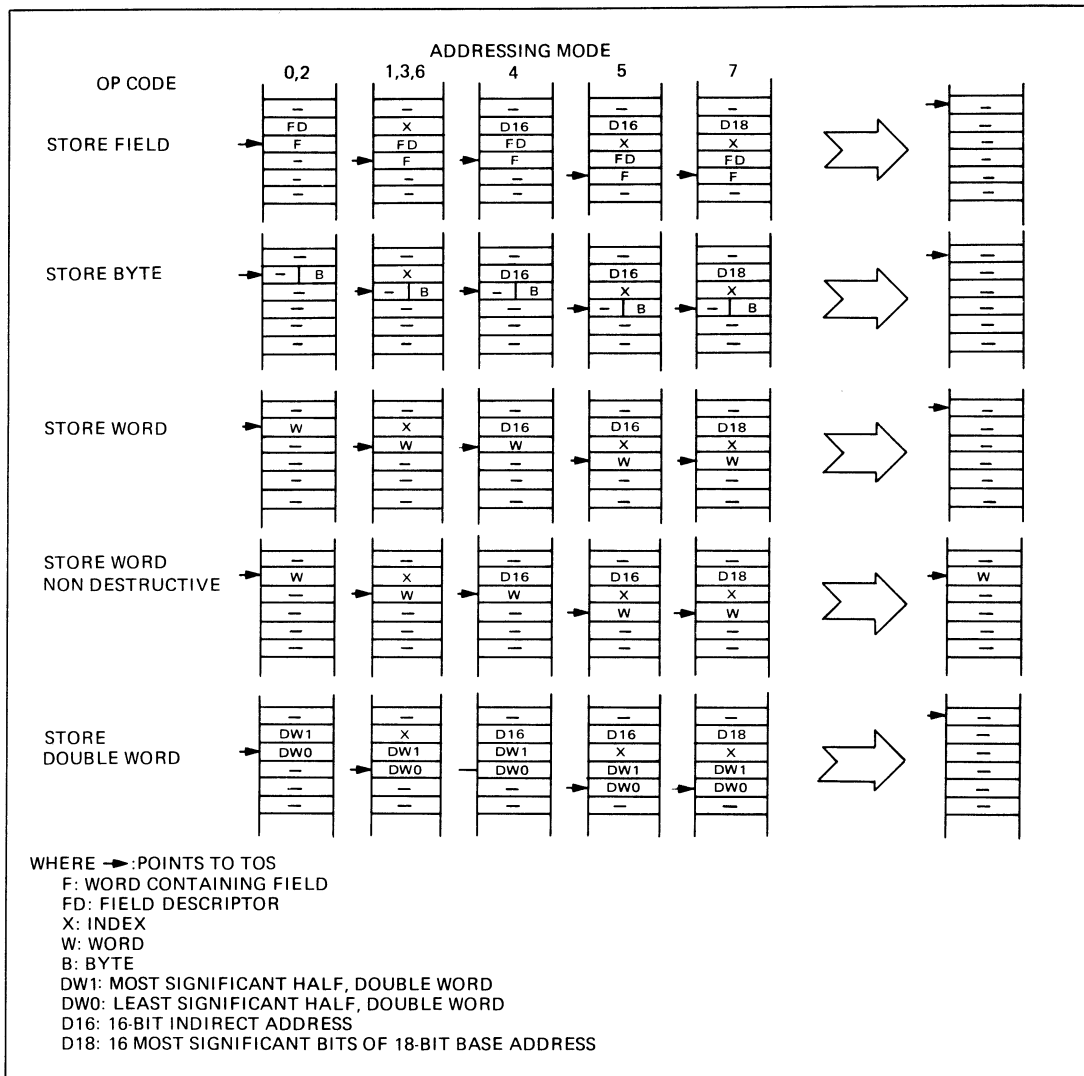 ADDRESSING MODE
OP CODE 0,2 1,3,6 4 5 7
STORE FIELD
– – – – – –
FD X D16 D16 D18 –
F FD FD X X –
– F F FD FD –
– – – F F –
– – – – – –
STORE BYTE
– – – – – –
– B X D16 D16 D18 –
– – B – B X X –
– – – – B – B –
– – – – – –
– – – – – –
STORE WORD
– – – – – –
W X D16 D16 D18 –
– W W X X –
– – – W W –
– – – – – –
– – – – – –
STORE WORD
NON DESTRUCTIVE
– – – – – –
W X D16 D16 D18 W
– W W X X –
– – – W W –
– – – – – –
– – – – – –
STORE
DOUBLE WORD
– – – – – –
DW1 X D16 D16 D18 –
DW0 DW1 DW1 X X –
– DW0 DW0 DW1 DW1 –
– – – DW0 DW0 –
– – – – – –
WHERE → :POINTS TO TOS
F: WORD CONTAINING FIELD
FD: FIELD DESCRIPTOR
X: INDEX
W: WORD
B: BYTE
DW1: MOST SIGNIFICANT HALF, DOUBLE WORD
DW0: LEAST SIGNIFICANT HALF, DOUBLE WORD
D16: 16-BIT INDIRECT ADDRESS
D18: 16 MOST SIGNIFICANT BITS OF 18-BIT BASE ADDRESS